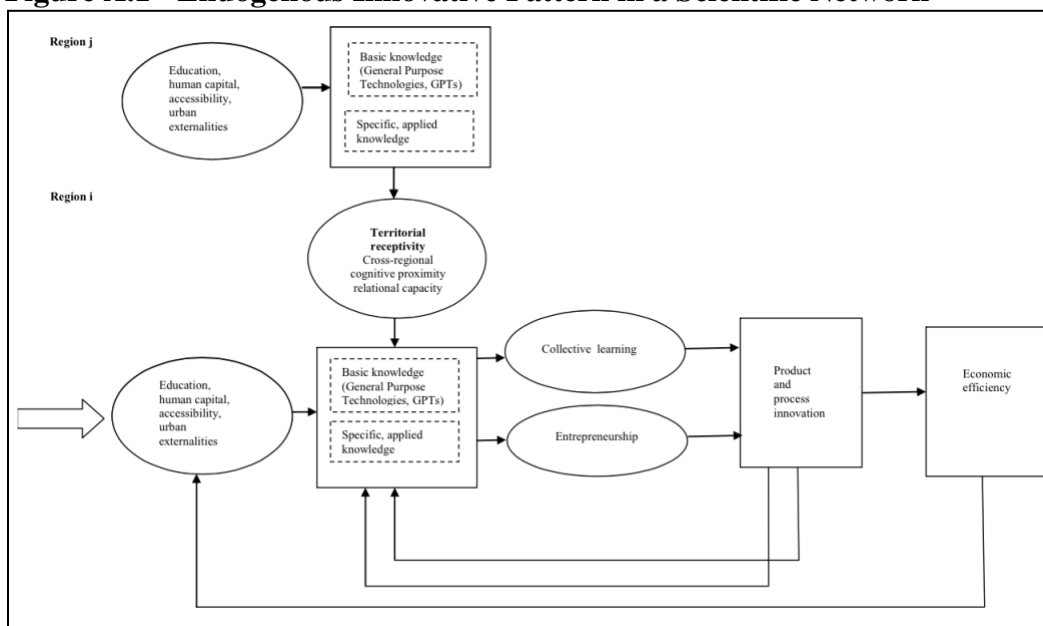 Figure A.1 - Endogenous Innovative Pattern in a Scientific Network
Region j
Education,
human capital,
accessibility,
urban
externalities
Basic knowledge
(General Purpose
Technologies, GPTs)
Specific, applied
knowledge
Region i
Territorial
receptivity
Cross-regional
cognitive proximity
relational capacity
Education,
human capital,
accessibility,
urban
externalities
Basic knowledge
(General Purpose
Technologies, GPTs)
Specific, applied
knowledge
Collective learning
Entrepreneurship
Product
and
process
innovation
Economic
efficiency